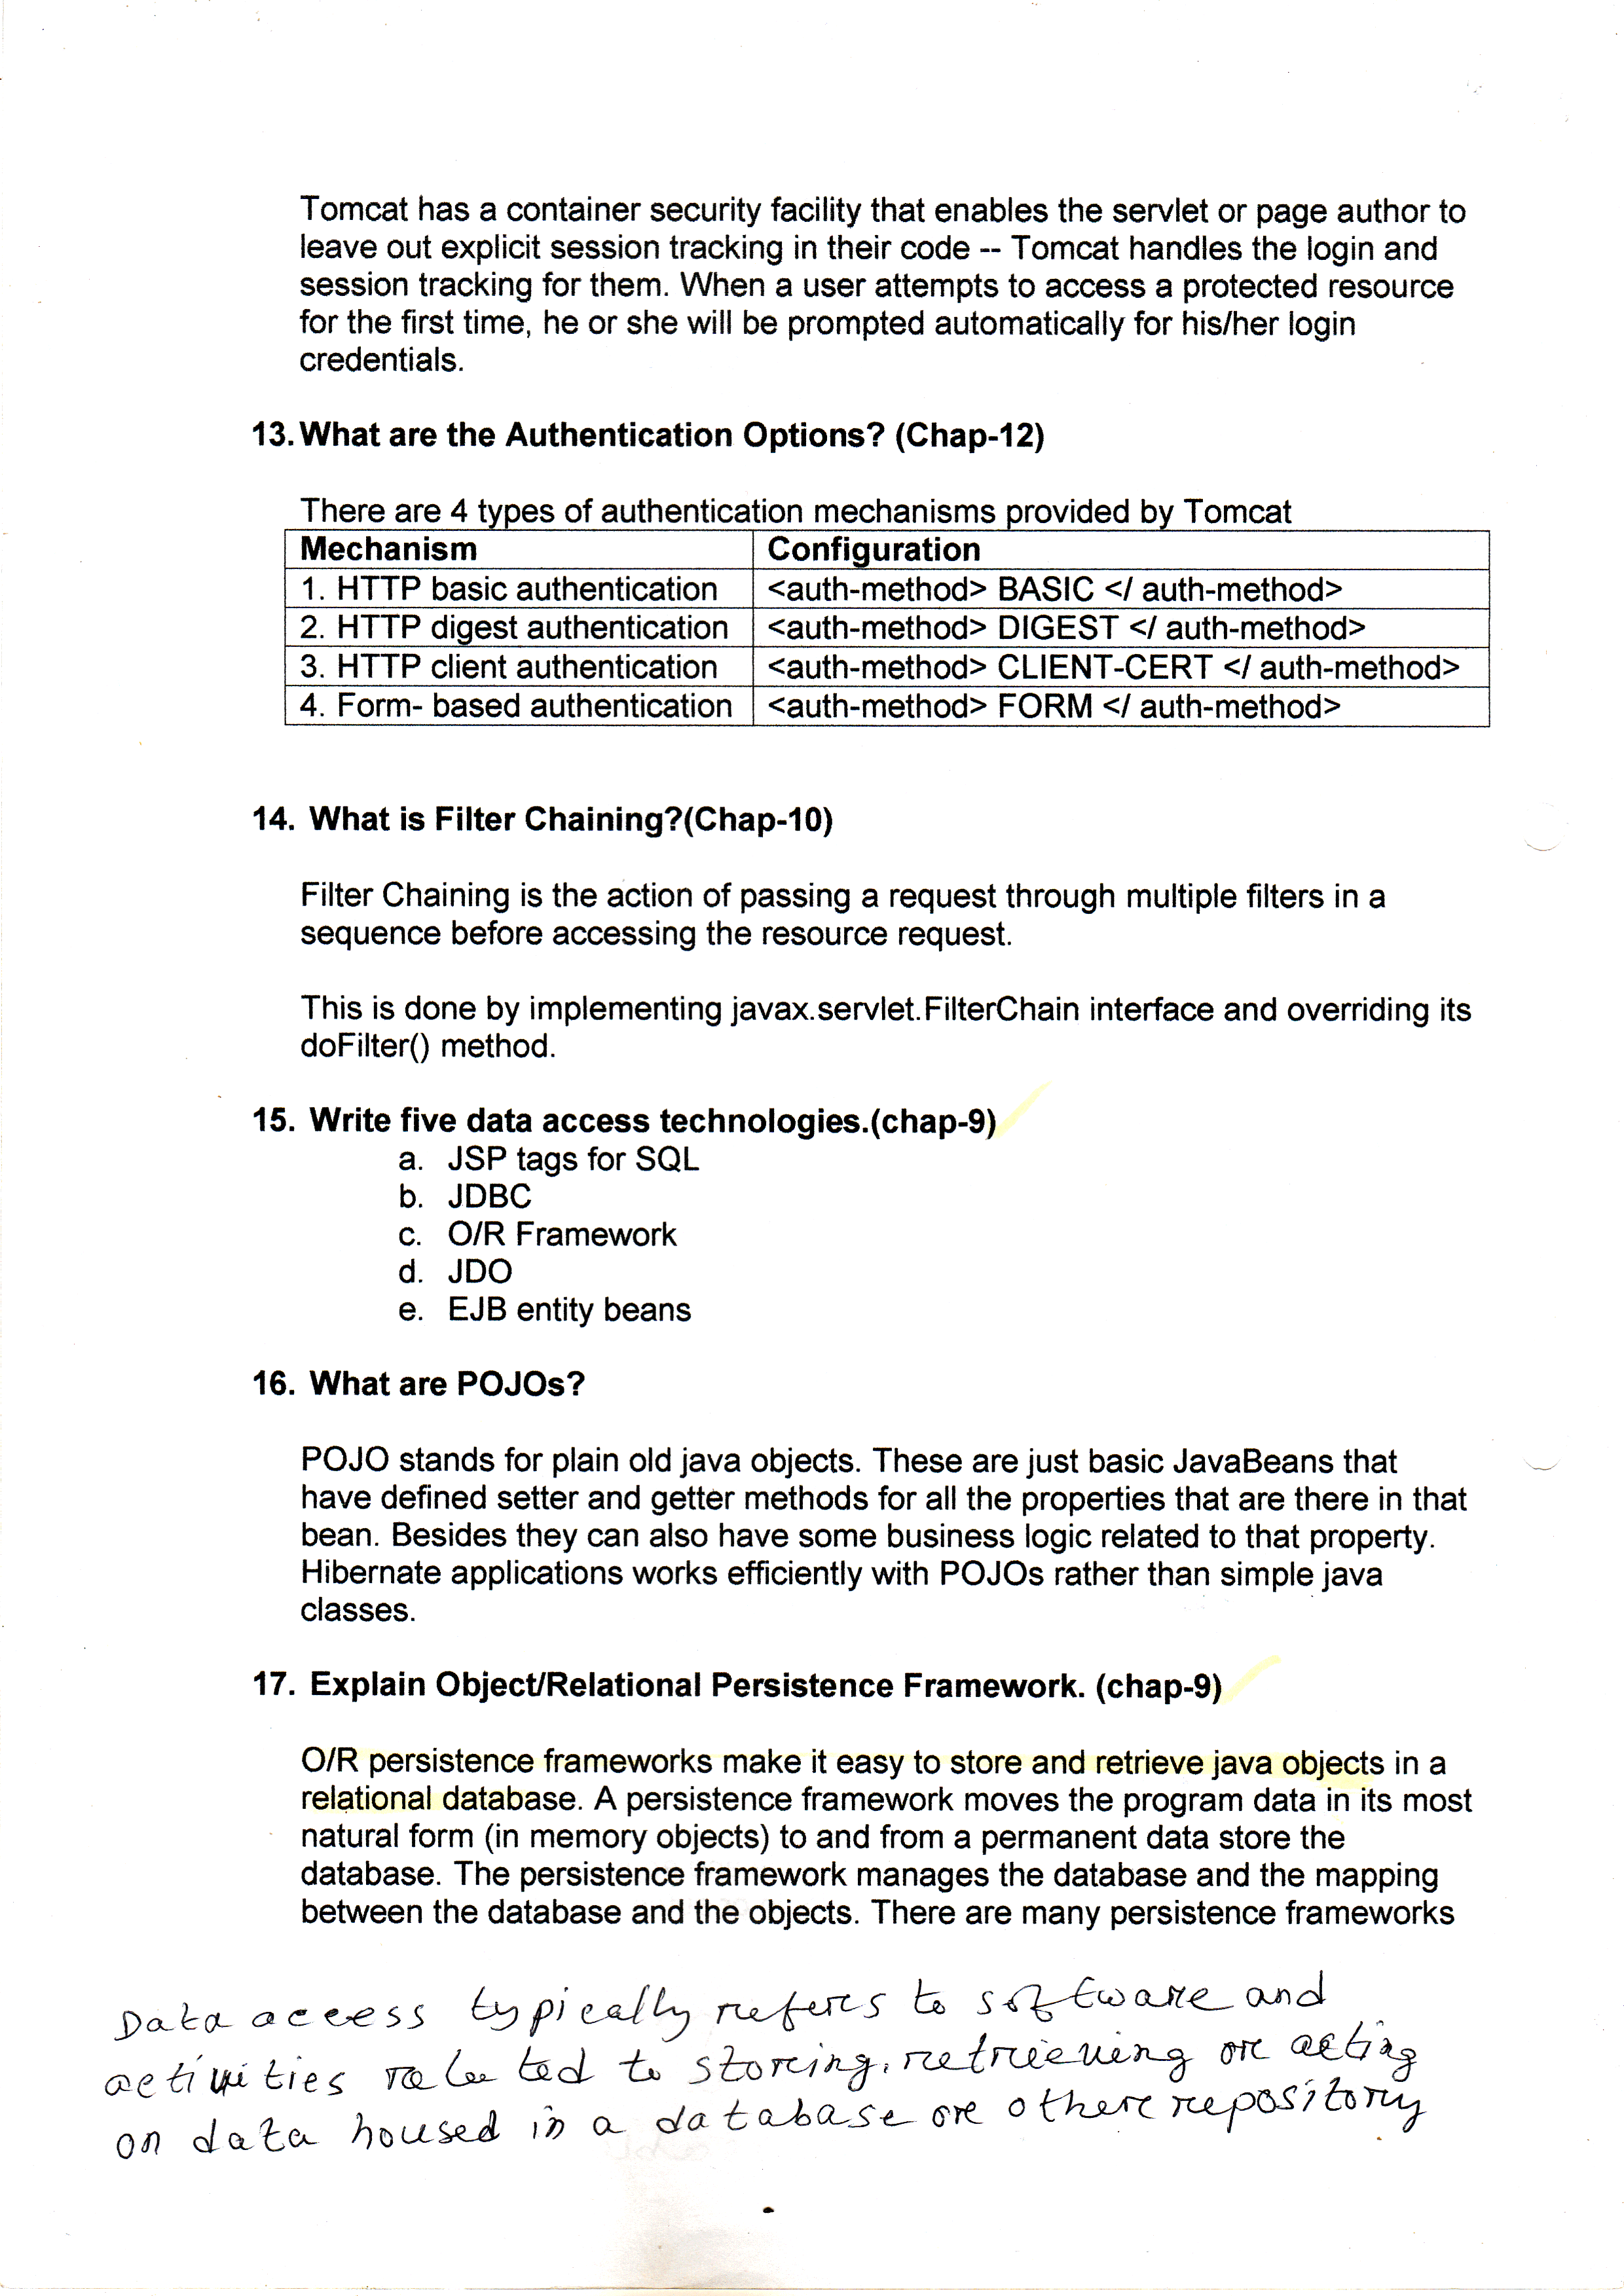 Tomcat has a container security facility that enables the servlet or page author to
leave out explicit session tracking in their code -- Tomcat handles the login and
session tracking for them. When a user attempts to access a protected resource
for the first time, he or she will be prompted automatically for his/her login
credentials.
13. What are the Authentication Options? (Chap-12)
There are 4 types of authentication mechanisms provided by Tomcat
Mechanism Configuration
1. HTTP basic authentication <auth-method> BASIC </ auth-method>
2. HTTP digest authentication <auth-method> DIGEST </ auth-method>
3. HTTP client authentication <auth-method> CLIENT-CERT </ auth-method>
4. Form- based authentication <auth-method> FORM </ auth-method>
14. What is Filter Chaining?(Chap-10)
Filter Chaining is the action of passing a request through multiple filters in a
sequence before accessing the resource request.
This is done by implementing javax.servlet.FilterChain interface and overriding its
doFilter() method.
15. Write five data access technologies.(chap-9)
a. JSP tags for SQL
b. JDBC
c. O/R Framework
d. JDO
e. EJB entity beans
16. What are POJOs?
POJO stands for plain old java objects. These are just basic JavaBeans that
have defined setter and getter methods for all the properties that are there in that
bean. Besides they can also have some business logic related to that property.
Hibernate applications works efficiently with POJOs rather than simple java
classes.
17. Explain Object/Relational Persistence Framework. (chap-9)
O/R persistence frameworks make it easy to store and retrieve java objects in a
relational database. A persistence framework moves the program data in its most
natural form (in memory objects) to and from a permanent data store the
database. The persistence framework manages the database and the mapping
between the database and the objects. There are many persistence frameworks
Data access typically refers to software and
activities related to storing, retrieving or acting
on data housed in a database or other repository